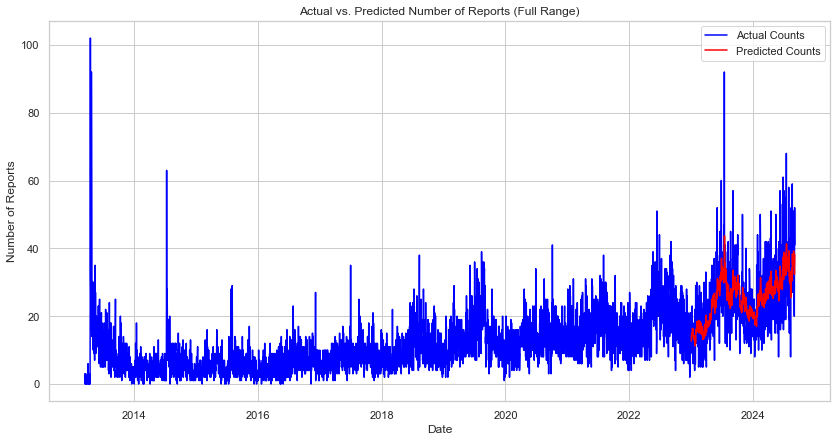 Actual vs. Predicted Number of Reports (Full Range)
Actual Counts
Predicted Counts
Number of Reports
100
80
60
40
20
0
2014 2016 2018 2020 2022 2024
Date